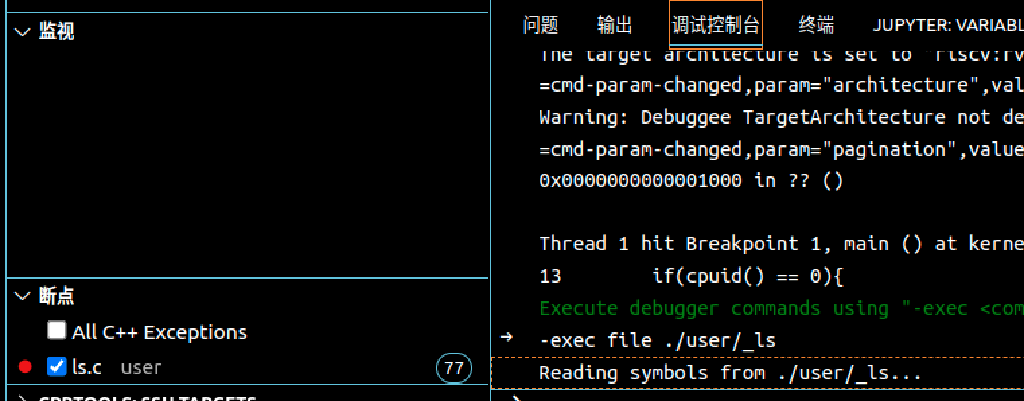 监视
断点
All C++ Exceptions
ls.c user 77
CPPTOOLS: SSH TARGETS
问题 输出 调试控制台 终端 JUPYTER: VARIABL
The target architecture is set to "riscv:rv
=cmd-param-changed,param="architecture",val
Warning: Debuggee TargetArchitecture not de
=cmd-param-changed,param="pagination",value
0x0000000000001000 in ?? ()
Thread 1 hit Breakpoint 1, main () at kerne
13 if(cpuid() == 0){
Execute debugger commands using "-exec <com
-exec file ./user/_ls
Reading symbols from ./user/_ls...